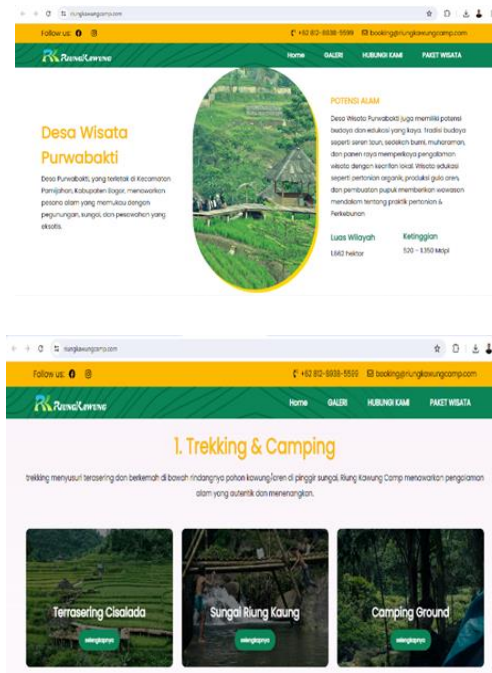 riungkawungcamp.com
Follow us:
+62 812-8938-5599 booking@riungkawungcamp.com
RK RiungKawung
Home GALERI HUBUNGI KAMI PAKET WISATA
Desa Wisata
Purwabakti
Desa Purwabakti, yang terletak di Kecamatan
Pamijahan, Kabupaten Bogor, menawarkan
pesona alam yang memukau dengan
pegunungan, sungai, dan pesawahan yang
eksotis.
POTENSI ALAM
Desa Wisata Purwabakti juga memiliki potensi
budaya dan edukasi yang kaya. Tradisi budaya
seperti seren taun, sedekah bumi, muharaman,
dan panen raya memperkaya pengalaman
wisata dengan kearifan lokal. Wisata edukasi
seperti pertanian organik, produksi gula aren,
dan pembuatan pupuk memberikan wawasan
mendalam tentang praktik pertanian &
Perkebunan
Luas Wilayah
1.662 hektar
Ketinggian
520 - 1.350 Mdpl
riungkawungcamp.com
Follow us:
+62 812-8938-5599 booking@riungkawungcamp.com
RK RiungKawung
Home GALERI HUBUNGI KAMI PAKET WISATA
1. Trekking & Camping
trekking menyusuri terasering dan berkemah di bawah rindangnya pohon kawung/aren di pinggir sungai, Riung Kawung Camp menawarkan pengalaman
alam yang autentik dan menenangkan.
Terrasering Cisalada
selengkapnya
Sungai Riung Kaung
selengkapnya
Camping Ground
selengkapnya